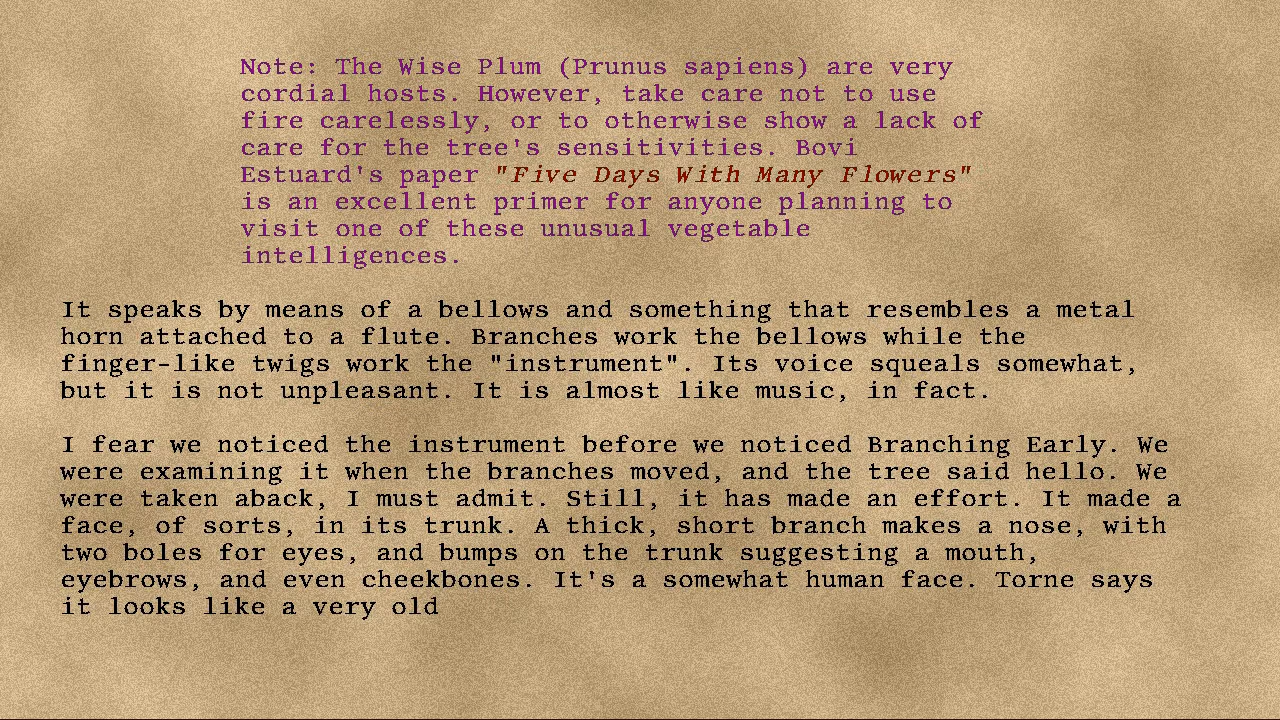 Note: The Wise Plum (Prunus sapiens) are very
cordial hosts. However, take care not to use
fire carelessly, or to otherwise show a lack of
care for the tree's sensitivities. Bovi
Estuard's paper "Five Days With Many Flowers"
is an excellent primer for anyone planning to
visit one of these unusual vegetable
intelligences.
It speaks by means of a bellows and something that resembles a metal
horn attached to a flute. Branches work the bellows while the
finger-like twigs work the "instrument". Its voice squeals somewhat,
but it is not unpleasant. It is almost like music, in fact.
I fear we noticed the instrument before we noticed Branching Early. We
were examining it when the branches moved, and the tree said hello. We
were taken aback, I must admit. Still, it has made an effort. It made a
face, of sorts, in its trunk. A thick, short branch makes a nose, with
two boles for eyes, and bumps on the trunk suggesting a mouth,
eyebrows, and even cheekbones. It's a somewhat human face. Torne says
it looks like a very old